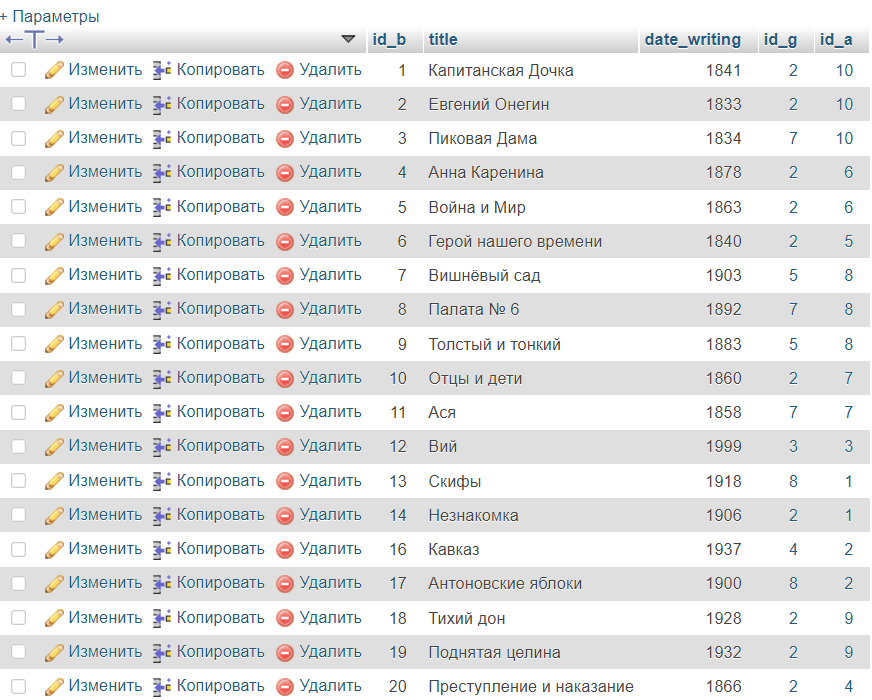 + Параметры
←T→ id_b title date_writing id_g id_a
Изменить Копировать Удалить 1 Капитанская Дочка 1841 2 10
Изменить Копировать Удалить 2 Евгений Онегин 1833 2 10
Изменить Копировать Удалить 3 Пиковая Дама 1834 7 10
Изменить Копировать Удалить 4 Анна Каренина 1878 2 6
Изменить Копировать Удалить 5 Война и Мир 1863 2 6
Изменить Копировать Удалить 6 Герой нашего времени 1840 2 5
Изменить Копировать Удалить 7 Вишнёвый сад 1903 5 8
Изменить Копировать Удалить 8 Палата № 6 1892 7 8
Изменить Копировать Удалить 9 Толстый и тонкий 1883 5 8
Изменить Копировать Удалить 10 Отцы и дети 1860 2 7
Изменить Копировать Удалить 11 Ася 1858 7 7
Изменить Копировать Удалить 12 Вий 1999 3 3
Изменить Копировать Удалить 13 Скифы 1918 8 1
Изменить Копировать Удалить 14 Незнакомка 1906 2 1
Изменить Копировать Удалить 16 Кавказ 1937 4 2
Изменить Копировать Удалить 17 Антоновские яблоки 1900 8 2
Изменить Копировать Удалить 18 Тихий дон 1928 2 9
Изменить Копировать Удалить 19 Поднятая целина 1932 2 9
Изменить Копировать Удалить 20 Преступление и наказание 1866 2 4